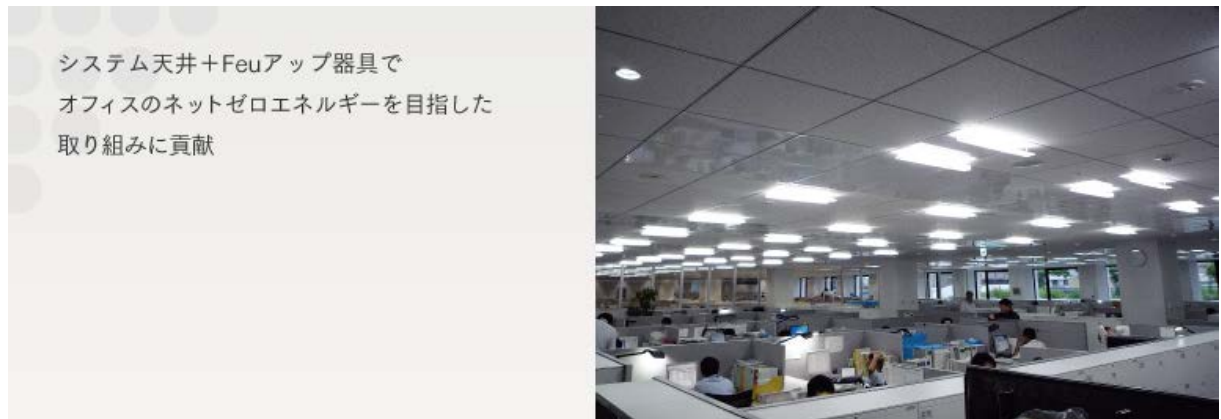 システム天井＋Feuアップ器具で
オフィスのネットゼロエネルギーを目指した
取り組みに貢献